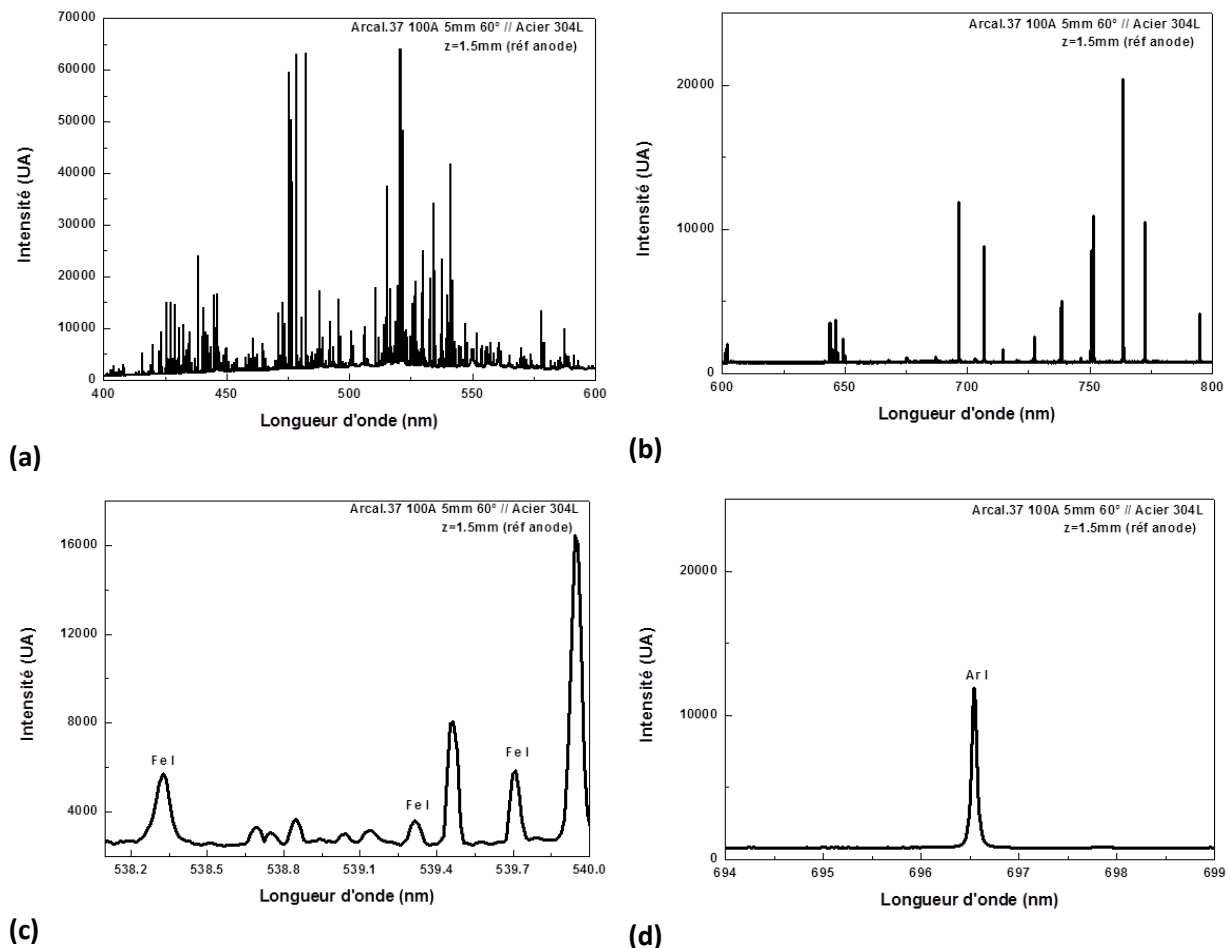 Arcal.37 100A 5mm 60° // Acier 304L
z=1.5mm (réf anode)
70000
60000
50000
40000
30000
20000
10000
0
Intensité (UA)
400
450
500
550
600
Longueur d'onde (nm)
(a)
Arcal.37 100A 5mm 60° // Acier 304L
z=1.5mm (réf anode)
20000
10000
0
Intensité (UA)
600
650
700
750
800
Longueur d'onde (nm)
(b)
Arcal.37 100A 5mm 60° // Acier 304L
z=1.5mm (réf anode)
16000
12000
8000
4000
Intensité (UA)
Fe I
Fe I
Fe I
538.2
538.5
538.8
539.1
539.4
539.7
540.0
Longueur d'onde (nm)
(c)
Arcal.37 100A 5mm 60° // Acier 304L
z=1.5mm (réf anode)
20000
10000
0
Intensité (UA)
Ar I
694
695
696
697
698
699
Longueur d'onde (nm)
(d)